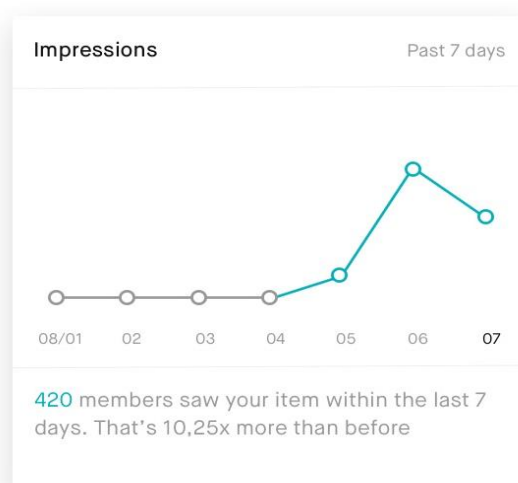 Impressions
Past 7 days
08/01 02 03 04 05 06 07
420 members saw your item within the last 7
days. That's 10,25x more than before